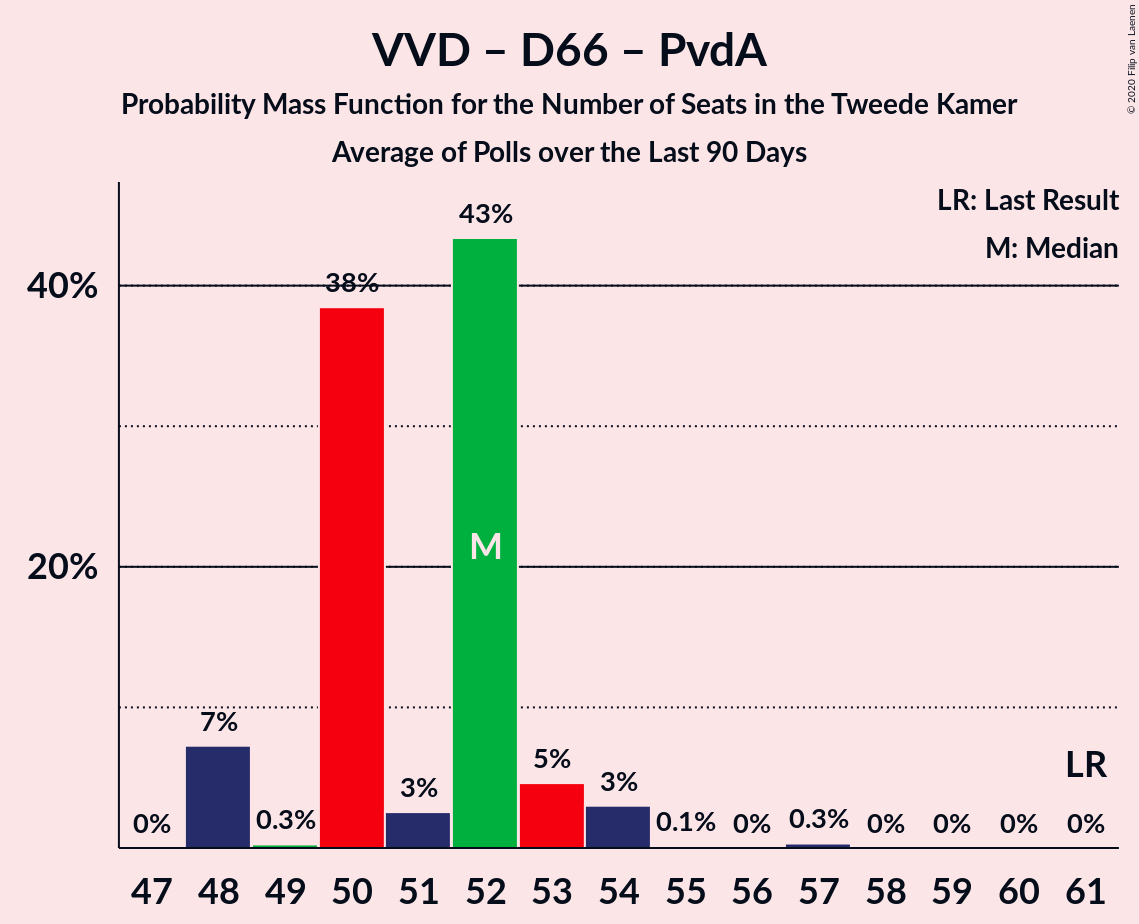 VVD – D66 – PvdA
Probability Mass Function for the Number of Seats in the Tweede Kamer
Average of Polls over the Last 90 Days
© 2020 Filip van Laenen
LR: Last Result
M: Median
40%
20%
0%
7%
0.3%
38%
3%
43%
5%
3%
0.1%
0%
0.3%
0%
0%
0%
0%
M
LR
47 48 49 50 51 52 53 54 55 56 57 58 59 60 61